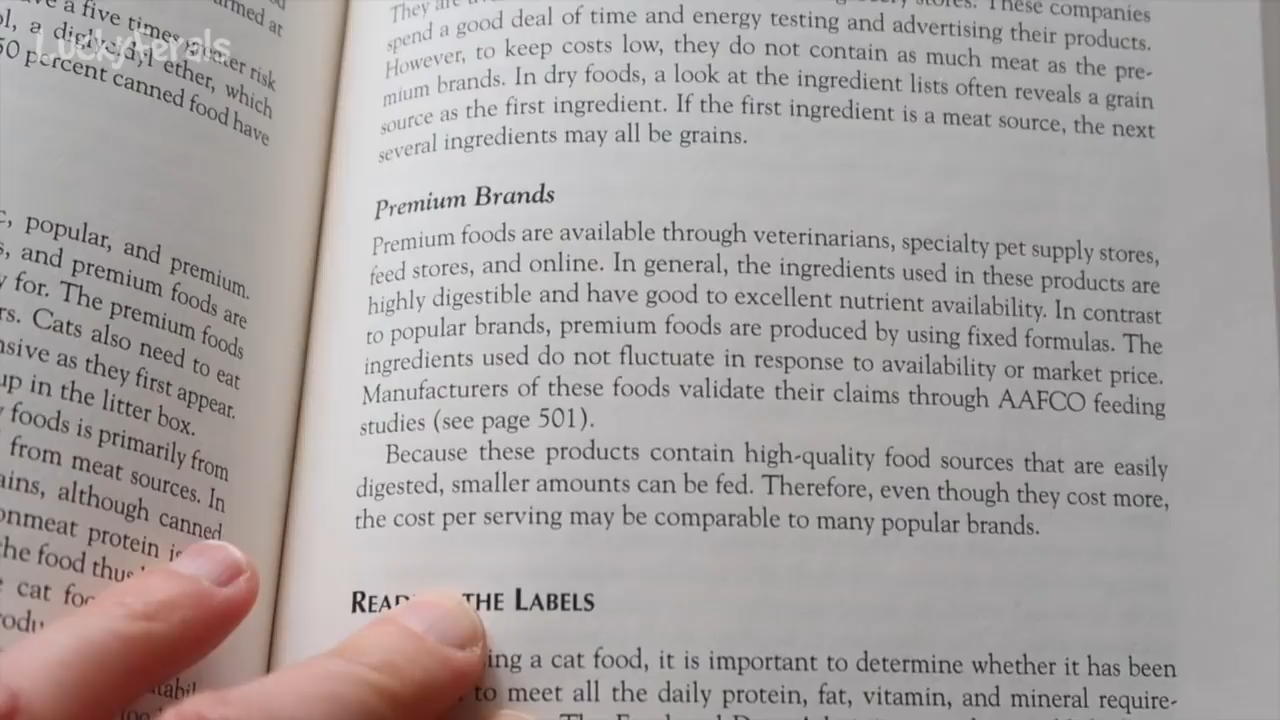 LuckyFerals
ve a five times greater risk
ol, a diglycidyl ether, which
50 percent canned food have
popular, and premium.
and premium foods are
for. The premium foods
Cats also need to eat
as they first appear.
up in the litter box.
foods is primarily from
from meat sources. In
although canned
protein
the food
cat
They are
stores. These companies
spend a good deal of time and energy testing and advertising their products.
However, to keep costs low, they do not contain as much meat as the pre-
mium brands. In dry foods, a look at the ingredient lists often reveals a grain
source as the first ingredient. If the first ingredient is a meat source, the next
several ingredients may all be grains.
Premium Brands
Premium foods are available through veterinarians, specialty pet supply stores,
feed stores, and online. In general, the ingredients used in these products are
highly digestible and have good to excellent nutrient availability. In contrast
to popular brands, premium foods are produced by using fixed formulas. The
ingredients used do not fluctuate in response to availability or market price.
Manufacturers of these foods validate their claims through AAFCO feeding
studies (see page 501).
Because these products contain high-quality food sources that are easily
digested, smaller amounts can be fed. Therefore, even though they cost more,
the cost per serving may be comparable to many popular brands.
THE LABELS
ing a cat food, it is important to determine whether it has been
to meet all the daily protein, fat, vitamin, and mineral require-